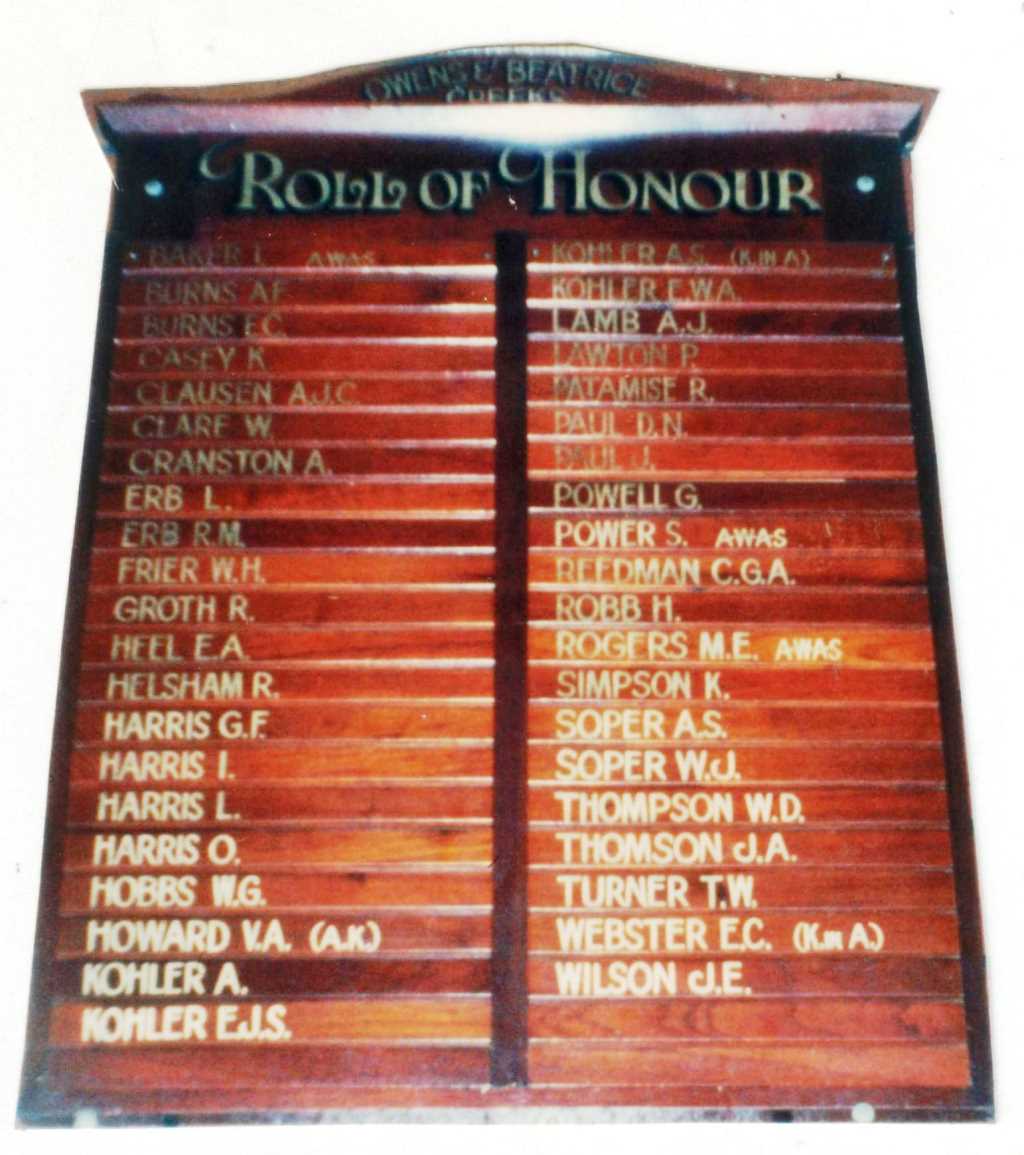 OWENS & BEATRICE
CREEKS
ROLL OF HONOUR
BAKER I. AWAS
BURNS A.F.
BURNS F.C.
CASEY K.
CLAUSEN A.J.C.
CLARE W.
CRANSTON A.
ERB L.
ERB R.M.
FRIER W.H.
GROTH R.
HEEL E.A.
HELSHAM R.
HARRIS G.F.
HARRIS I.
HARRIS L.
HARRIS O.
HOBBS W.G.
HOWARD V.A. (A.K.)
KOHLER A.
KOHLER E.J.S.
KOHLER A.S. (K.IN A)
KOHLER F.W.A.
LAMB A.J.
LAWTON P.
PATAMISE R.
PAUL D.N.
PAUL J.
POWELL G.
POWER S. AWAS
REEDMAN C.G.A.
ROBB H.
ROGERS M.E. AWAS
SIMPSON K.
SOPER A.S.
SOPER W.J.
THOMPSON W.D.
THOMSON J.A.
TURNER T.W.
WEBSTER E.C. (K.IN A.)
WILSON J.E.